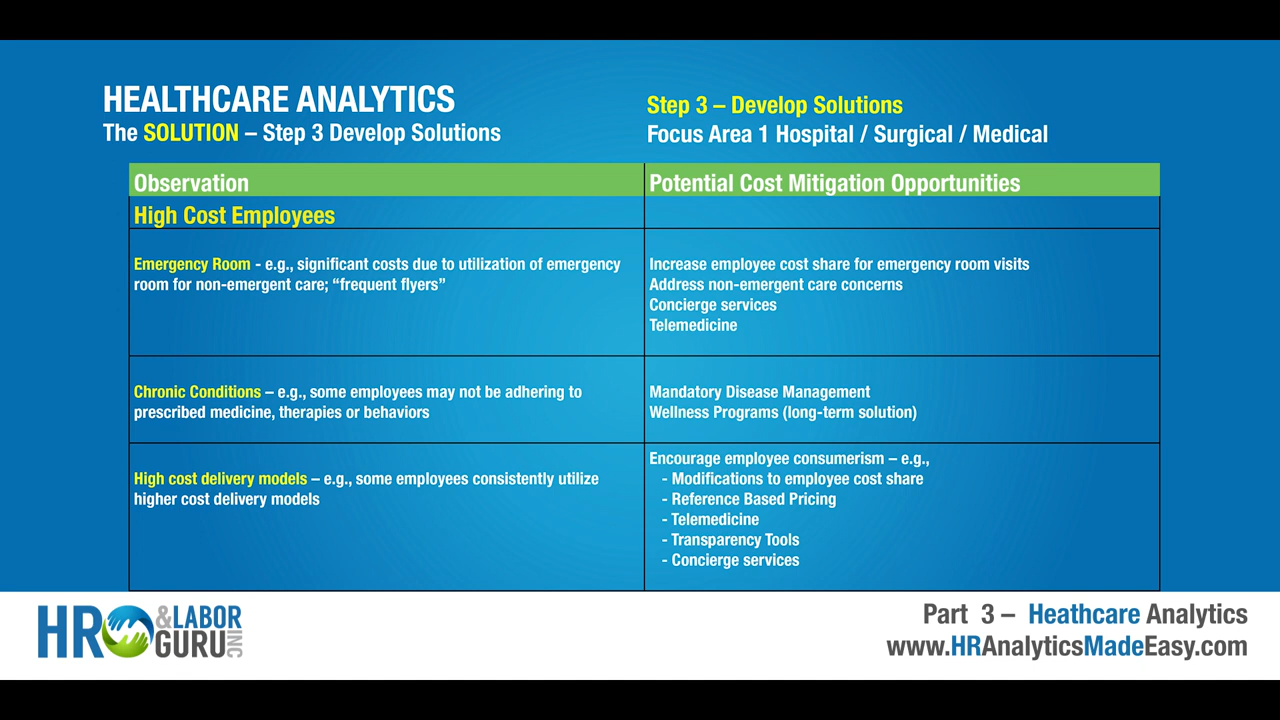 HEALTHCARE ANALYTICS
The SOLUTION – Step 3 Develop Solutions
Step 3 – Develop Solutions
Focus Area 1 Hospital / Surgical / Medical
Observation
Potential Cost Mitigation Opportunities
High Cost Employees
Emergency Room - e.g., significant costs due to utilization of emergency
room for non-emergent care; “frequent flyers”
Increase employee cost share for emergency room visits
Address non-emergent care concerns
Concierge services
Telemedicine
Chronic Conditions – e.g., some employees may not be adhering to
prescribed medicine, therapies or behaviors
Mandatory Disease Management
Wellness Programs (long-term solution)
High cost delivery models – e.g., some employees consistently utilize
higher cost delivery models
Encourage employee consumerism – e.g.,
- Modifications to employee cost share
- Reference Based Pricing
- Telemedicine
- Transparency Tools
- Concierge services
HR
&LABOR
GURU
INC
Part 3 – Heathcare Analytics
www.HRAnalyticsMadeEasy.com